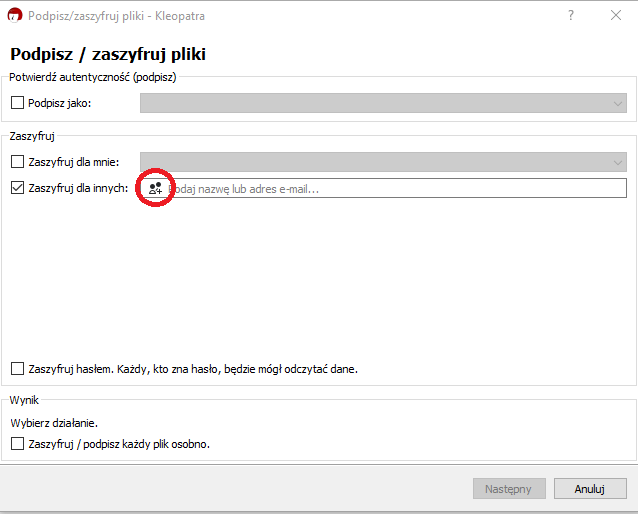 Podpisz/zaszyfruj pliki - Kleopatra
Podpisz / zaszyfruj pliki
Potwierdź autentyczność (podpisz)
Podpisz jako:
Zaszyfruj
Zaszyfruj dla mnie:
Zaszyfruj dla innych:
Podaj nazwę lub adres e-mail...
Zaszyfruj hasłem. Każdy, kto zna hasło, będzie mógł odczytać dane.
Wynik
Wybierz działanie.
Zaszyfruj / podpisz każdy plik osobno.
Następny
Anuluj